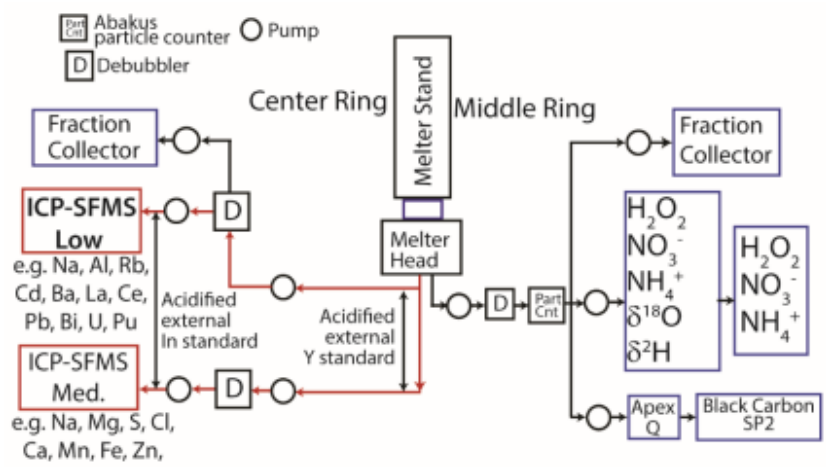 Part Cnt Abakus particle counter
Pump
D Debubbler
Center Ring
Melter Stand
Middle Ring
Fraction
Collector
Fraction
Collector
ICP-SFMS
Low
e.g. Na, Al, Rb,
Cd, Ba, La, Ce,
Pb, Bi, U, Pu
D
Acidified
external
In standard
Melter
Head
Acidified
external
Y standard
D
Part Cnt
H₂O₂
NO₃⁻
NH₄⁺
δ¹⁸O
δ²H
H₂O₂
NO₃⁻
NH₄⁺
ICP-SFMS
Med.
e.g. Na, Mg, S, Cl,
Ca, Mn, Fe, Zn,
D
Apex
Q
Black Carbon
SP2